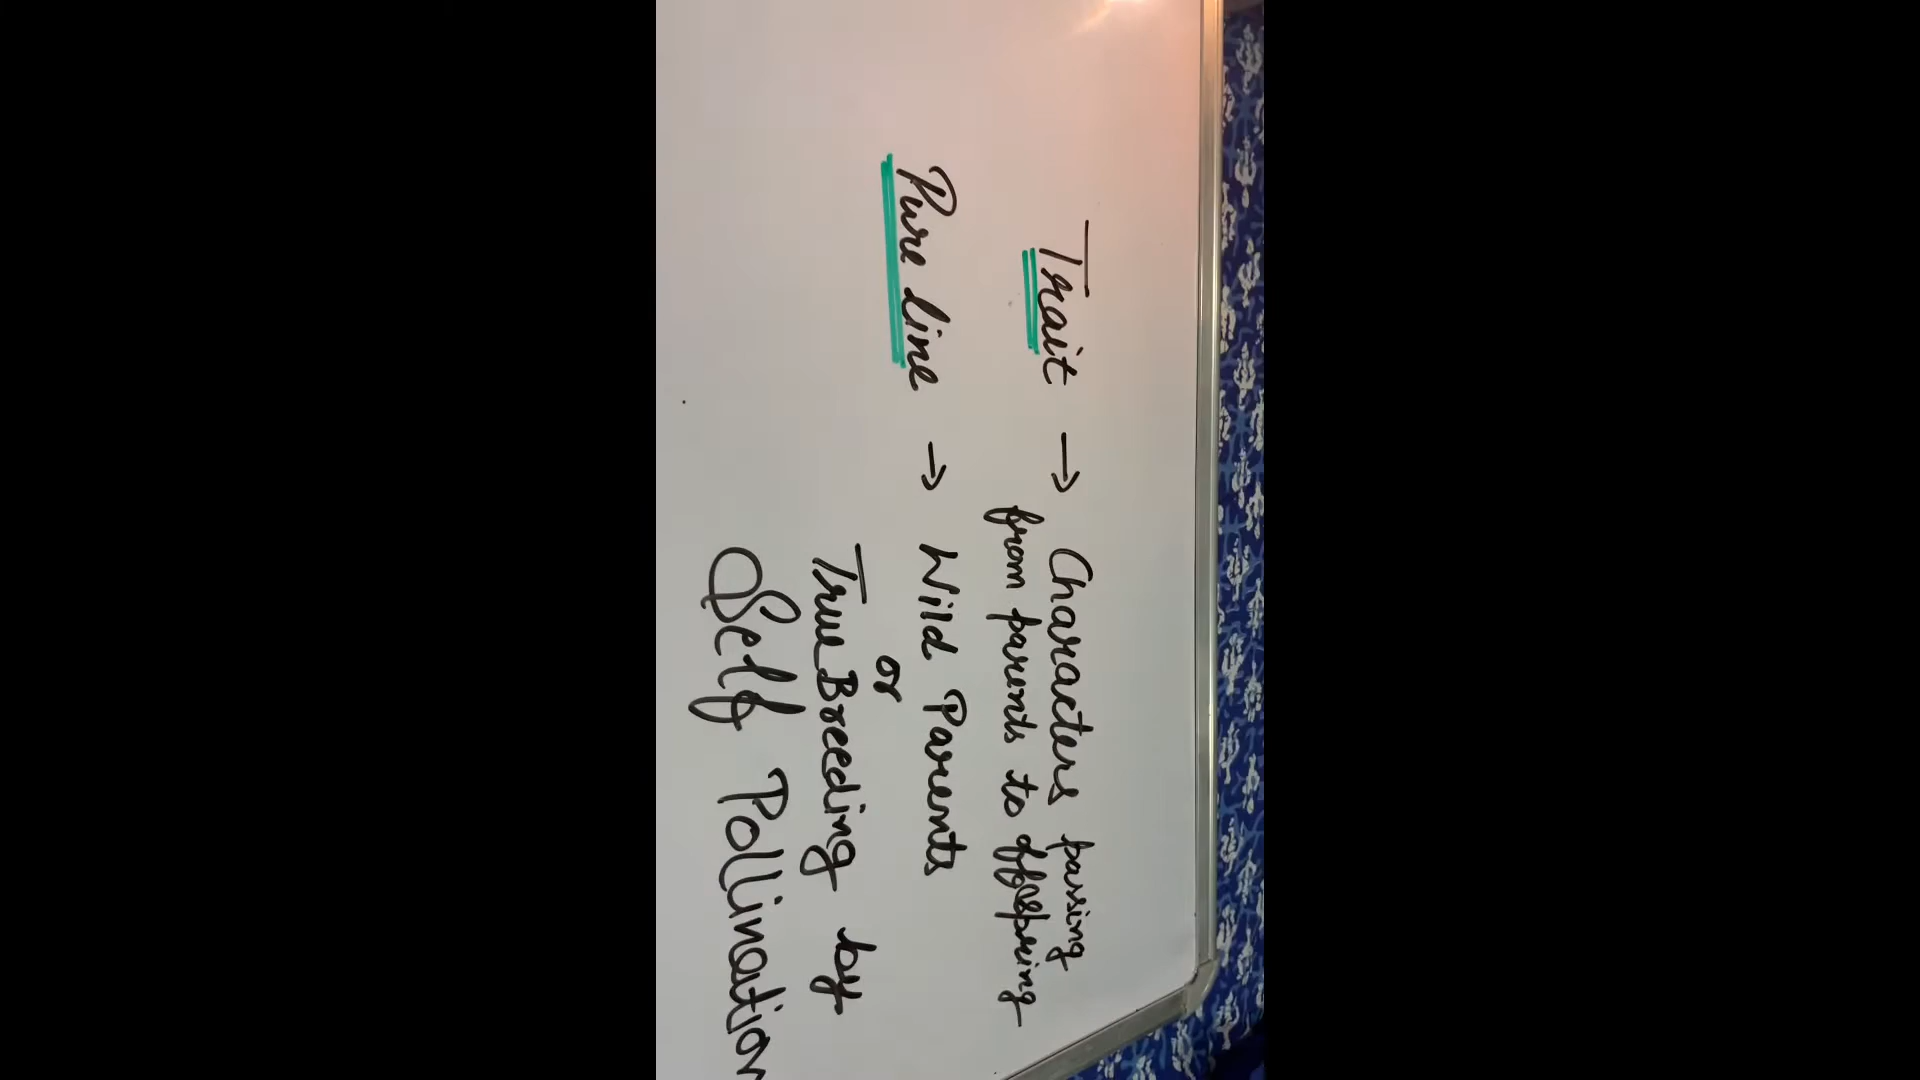 Trait → Characters passing
from parents to offspring
Pure line → Wild Parents
or
True Breeding by
Self Pollination